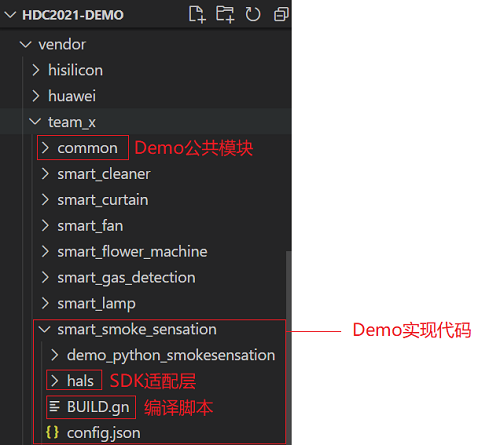 HDC2021-DEMO
vendor
hisilicon
huawei
team_x
common Demo公共模块
smart_cleaner
smart_curtain
smart_fan
smart_flower_machine
smart_gas_detection
smart_lamp
smart_smoke_sensation Demo实现代码
demo_python_smokesensation
hals SDK适配层
BUILD.gn 编译脚本
{} config.json